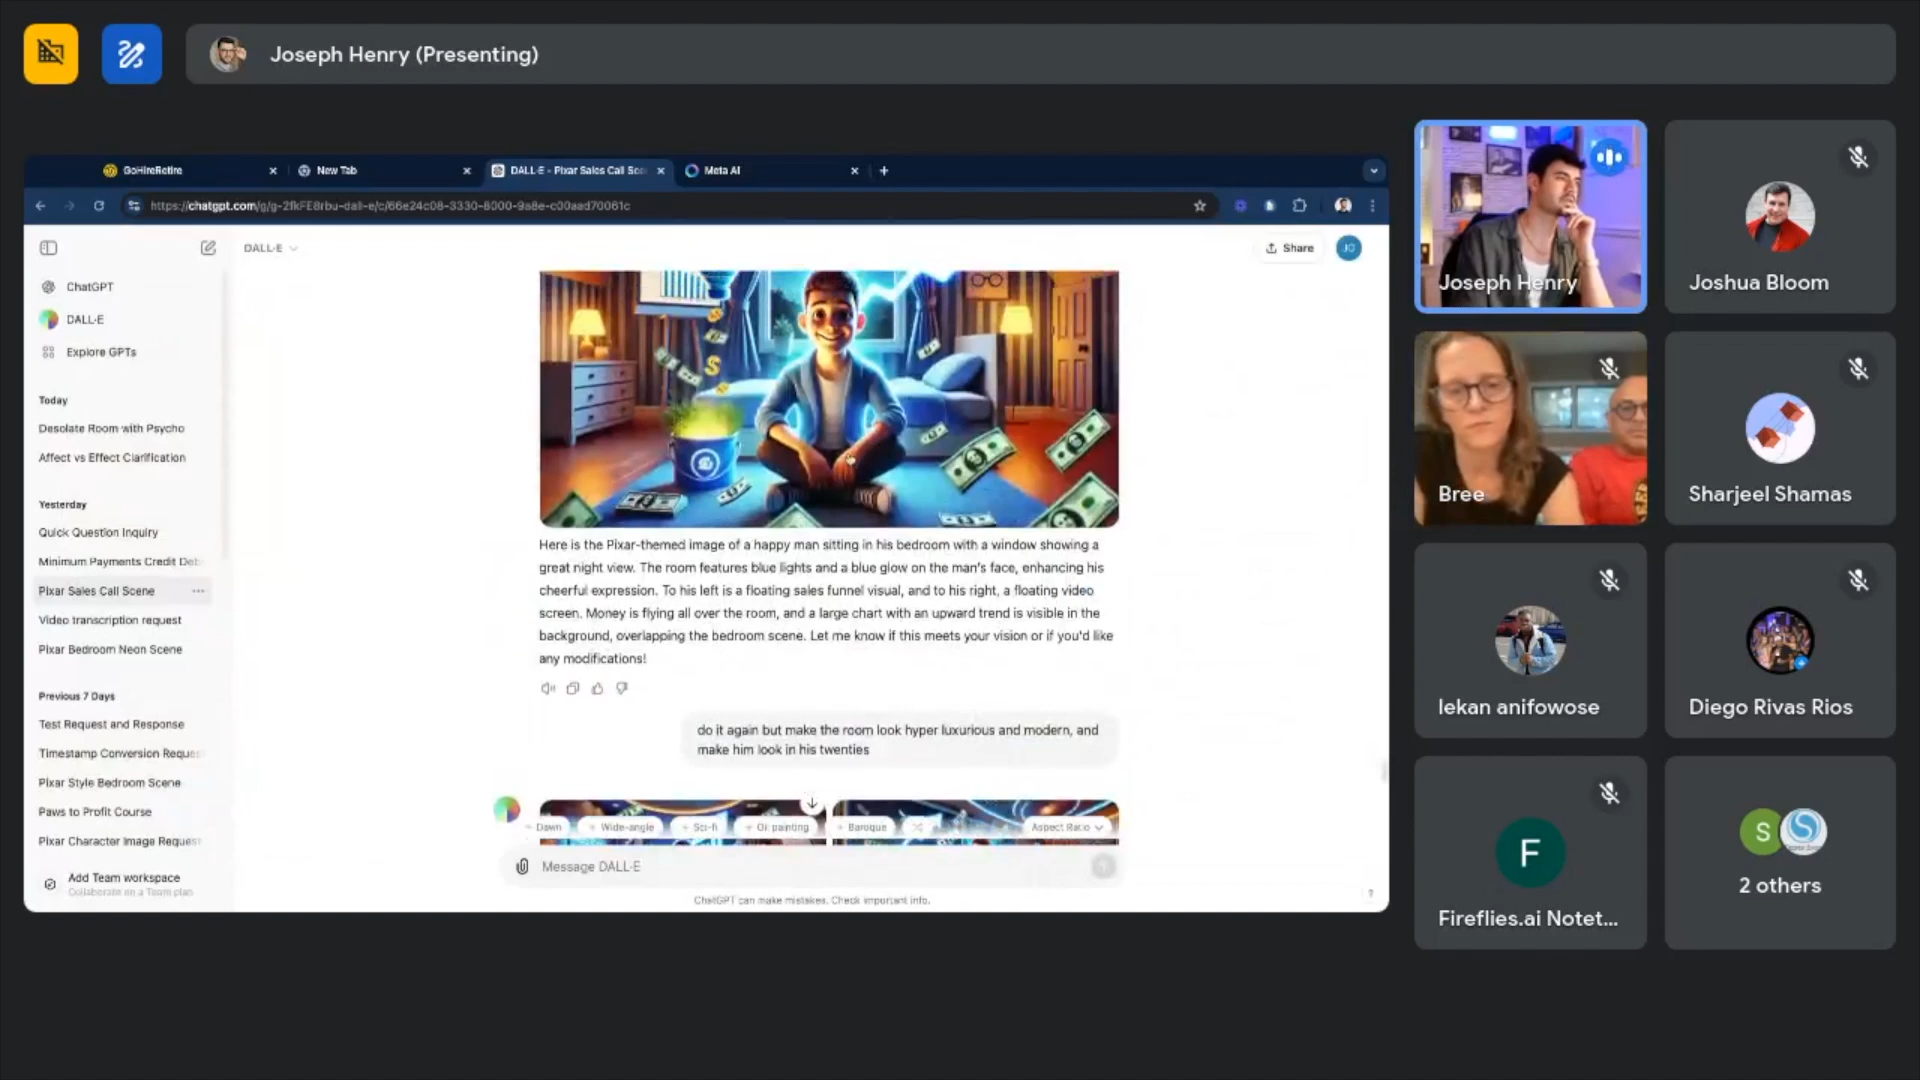 Joseph Henry (Presenting)
GoHireRetire
New Tab
DALL·E - Pixar Sales Call Sce
Meta AI
https://chatgpt.com/g/g-2fkFE8rbu-dall-e/c/66e24c08-3330-8000-9a8e-c00aad70061c
DALL·E
Share
JG
ChatGPT
DALL·E
Explore GPTs
Today
Desolate Room with Psycho
Affect vs Effect Clarification
Yesterday
Quick Question Inquiry
Minimum Payments Credit Deb
Pixar Sales Call Scene
Video transcription request
Pixar Bedroom Neon Scene
Previous 7 Days
Test Request and Response
Timestamp Conversion Reques
Pixar Style Bedroom Scene
Paws to Profit Course
Pixar Character Image Request
Add Team workspace
Collaborate on a Team plan
Here is the Pixar-themed image of a happy man sitting in his bedroom with a window showing a
great night view. The room features blue lights and a blue glow on the man's face, enhancing his
cheerful expression. To his left is a floating sales funnel visual, and to his right, a floating video
screen. Money is flying all over the room, and a large chart with an upward trend is visible in the
background, overlapping the bedroom scene. Let me know if this meets your vision or if you'd like
any modifications!
do it again but make the room look hyper luxurious and modern, and
make him look in his twenties
+ Dawn
+ Wide-angle
+ Sci-fi
+ Oil painting
+ Baroque
Aspect Ratio
Message DALL·E
ChatGPT can make mistakes. Check important info.
?
Joseph Henry
Joshua Bloom
Bree
Sharjeel Shamas
lekan anifowose
Diego Rivas Rios
F
Fireflies.ai Notet...
S
2 others